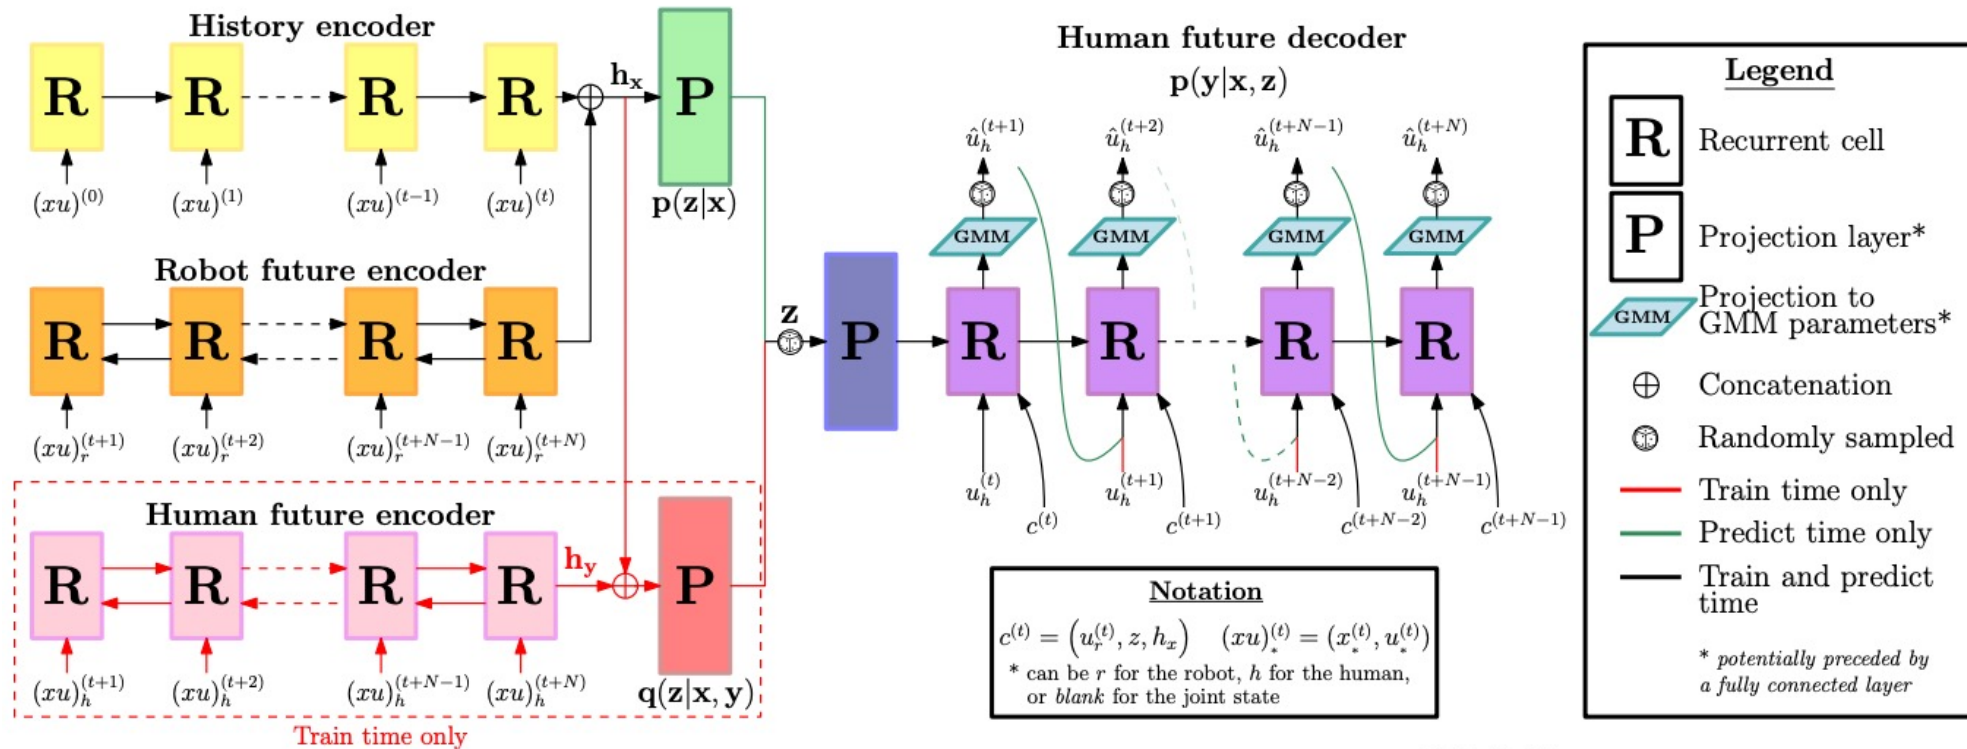 History encoder
R R R R
(xu)^{(0)} (xu)^{(1)} (xu)^{(t-1)} (xu)^{(t)}
h_x
P
p(z|x)
Robot future encoder
R R R R
(xu)_r^{(t+1)} (xu)_r^{(t+2)} (xu)_r^{(t+N-1)} (xu)_r^{(t+N)}
Human future encoder
R R R R
(xu)_h^{(t+1)} (xu)_h^{(t+2)} (xu)_h^{(t+N-1)} (xu)_h^{(t+N)}
h_y
P
q(z|x, y)
Train time only
z
P
Human future decoder
p(y|x, z)
û_h^{(t+1)} û_h^{(t+2)} û_h^{(t+N-1)} û_h^{(t+N)}
GMM GMM GMM GMM
R R R R
u_h^{(t)} u_h^{(t+1)} u_h^{(t+N-2)} u_h^{(t+N-1)}
c^{(t)} c^{(t+1)} c^{(t+N-2)} c^{(t+N-1)}
Notation
c^{(t)} = (u_r^{(t)}, z, h_x) (xu)_*^{(t)} = (x_*^{(t)}, u_*^{(t)})
* can be r for the robot, h for the human,
or blank for the joint state
Legend
R Recurrent cell
P Projection layer*
Projection to
GMM GMM parameters*
⊕ Concatenation
Randomly sampled
Train time only
Predict time only
Train and predict
time
* potentially preceded by
a fully connected layer